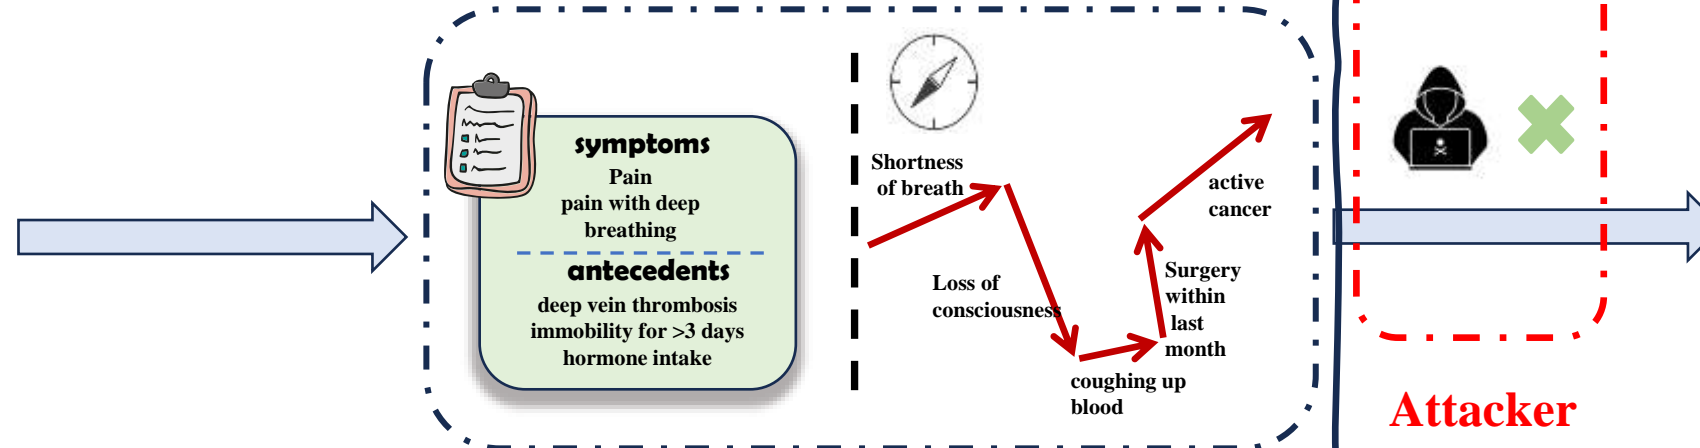 symptoms
Pain
pain with deep
breathing
antecedents
deep vein thrombosis
immobility for >3 days
hormone intake
Shortness
of breath
Loss of
consciousness
coughing up
blood
Surgery
within
last
month
active
cancer
Attacker